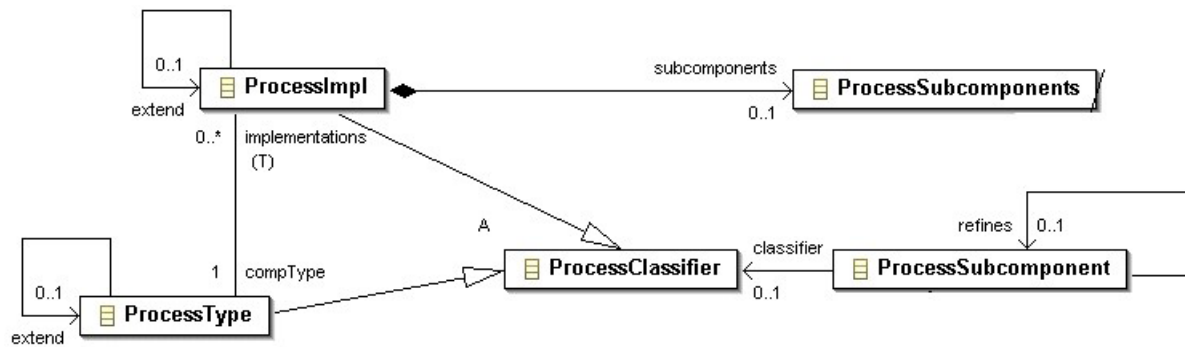 0..1
ProcessImpl
subcomponents
ProcessSubcomponents
extend
0..1
0..*
implementations
(T)
A
refines
0..1
classifier
0..1
1
compType
ProcessClassifier
ProcessSubcomponent
0..1
ProcessType
extend